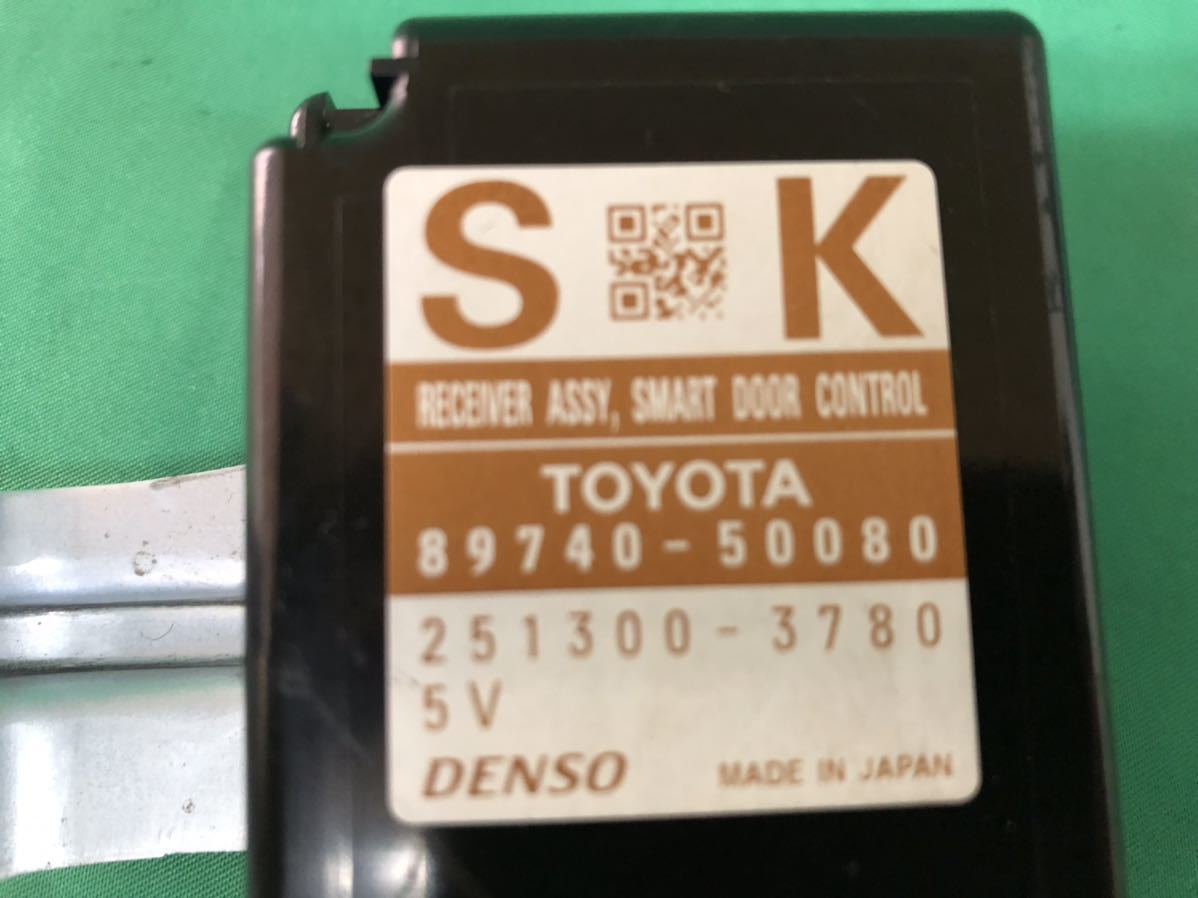 S K
RECEIVER ASSY, SMART DOOR CONTROL
TOYOTA
89740-50080
251300-3780
5V
DENSO MADE IN JAPAN